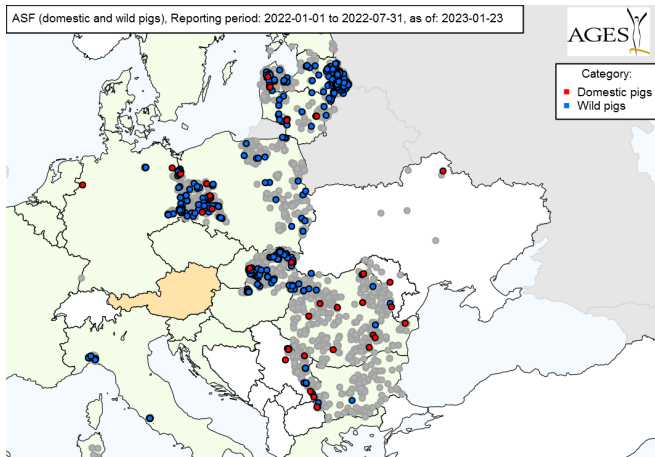 ASF (domestic and wild pigs), Reporting period: 2022-01-01 to 2022-07-31, as of: 2023-01-23
AGES
Category:
Domestic pigs
Wild pigs